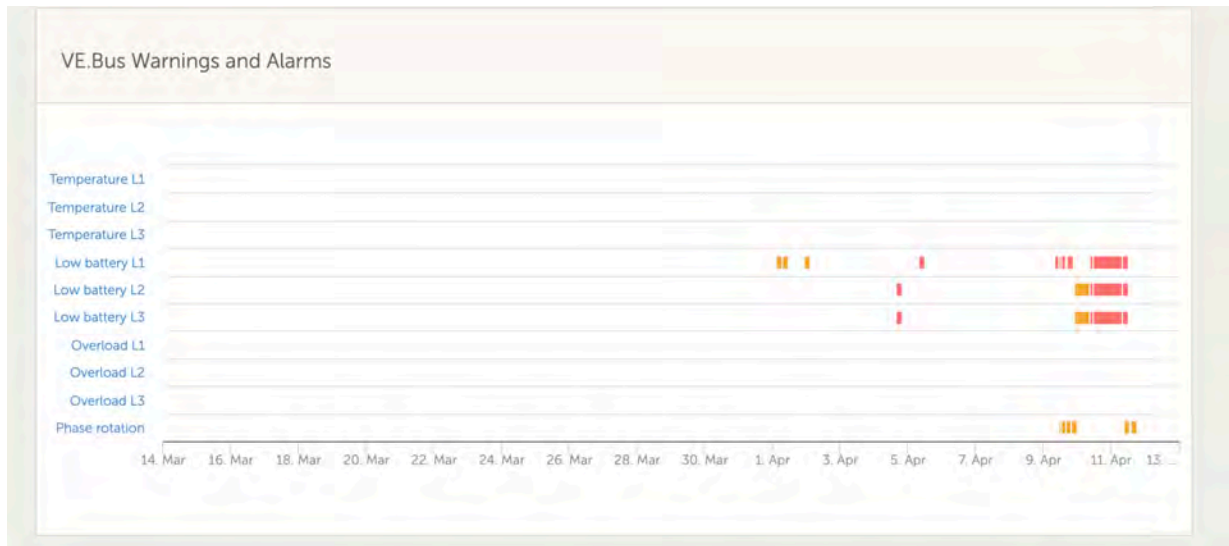 VE.Bus Warnings and Alarms
Temperature L1
Temperature L2
Temperature L3
Low battery L1
Low battery L2
Low battery L3
Overload L1
Overload L2
Overload L3
Phase rotation
14. Mar 16. Mar 18. Mar 20. Mar 22. Mar 24. Mar 26. Mar 28. Mar 30. Mar 1. Apr 3. Apr 5. Apr 7. Apr 9. Apr 11. Apr 13. ...